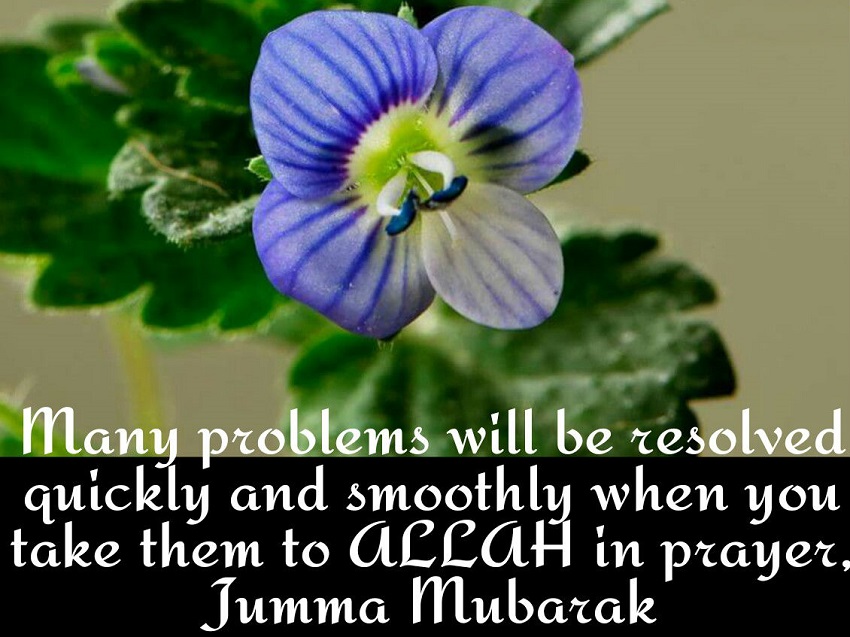 Many problems will be resolved
quickly and smoothly when you
take them to ALLAH in prayer,
Jumma Mubarak